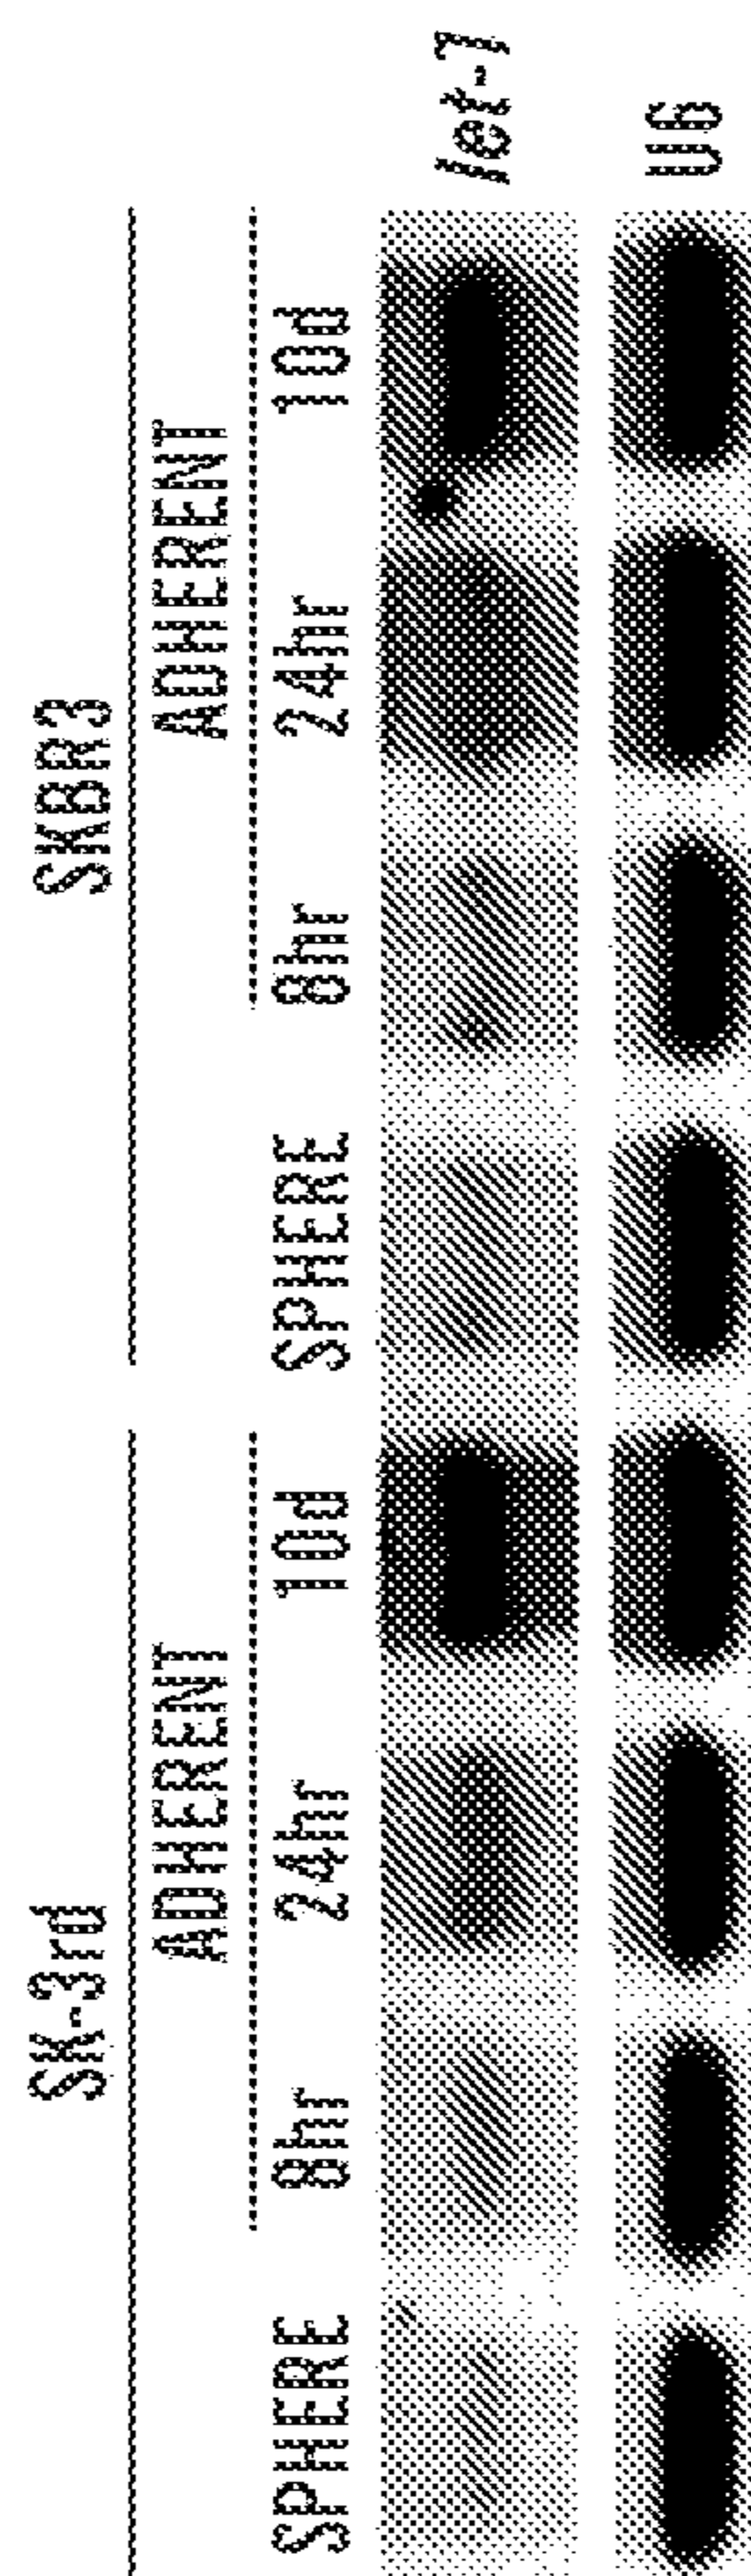 SK-3rd SKBR3
ADHERENT ADHERENT
SPHERE 8hr 24hr 10d SPHERE 8hr 24hr 10d
let-7
U6